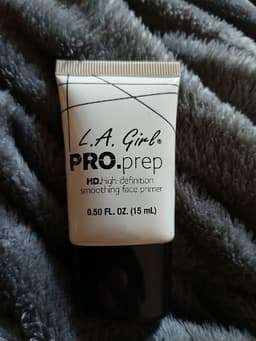 L.A. Girl®
PRO.prep
HD.high-definition
smoothing face primer
0.50 FL. OZ. (15 mL)